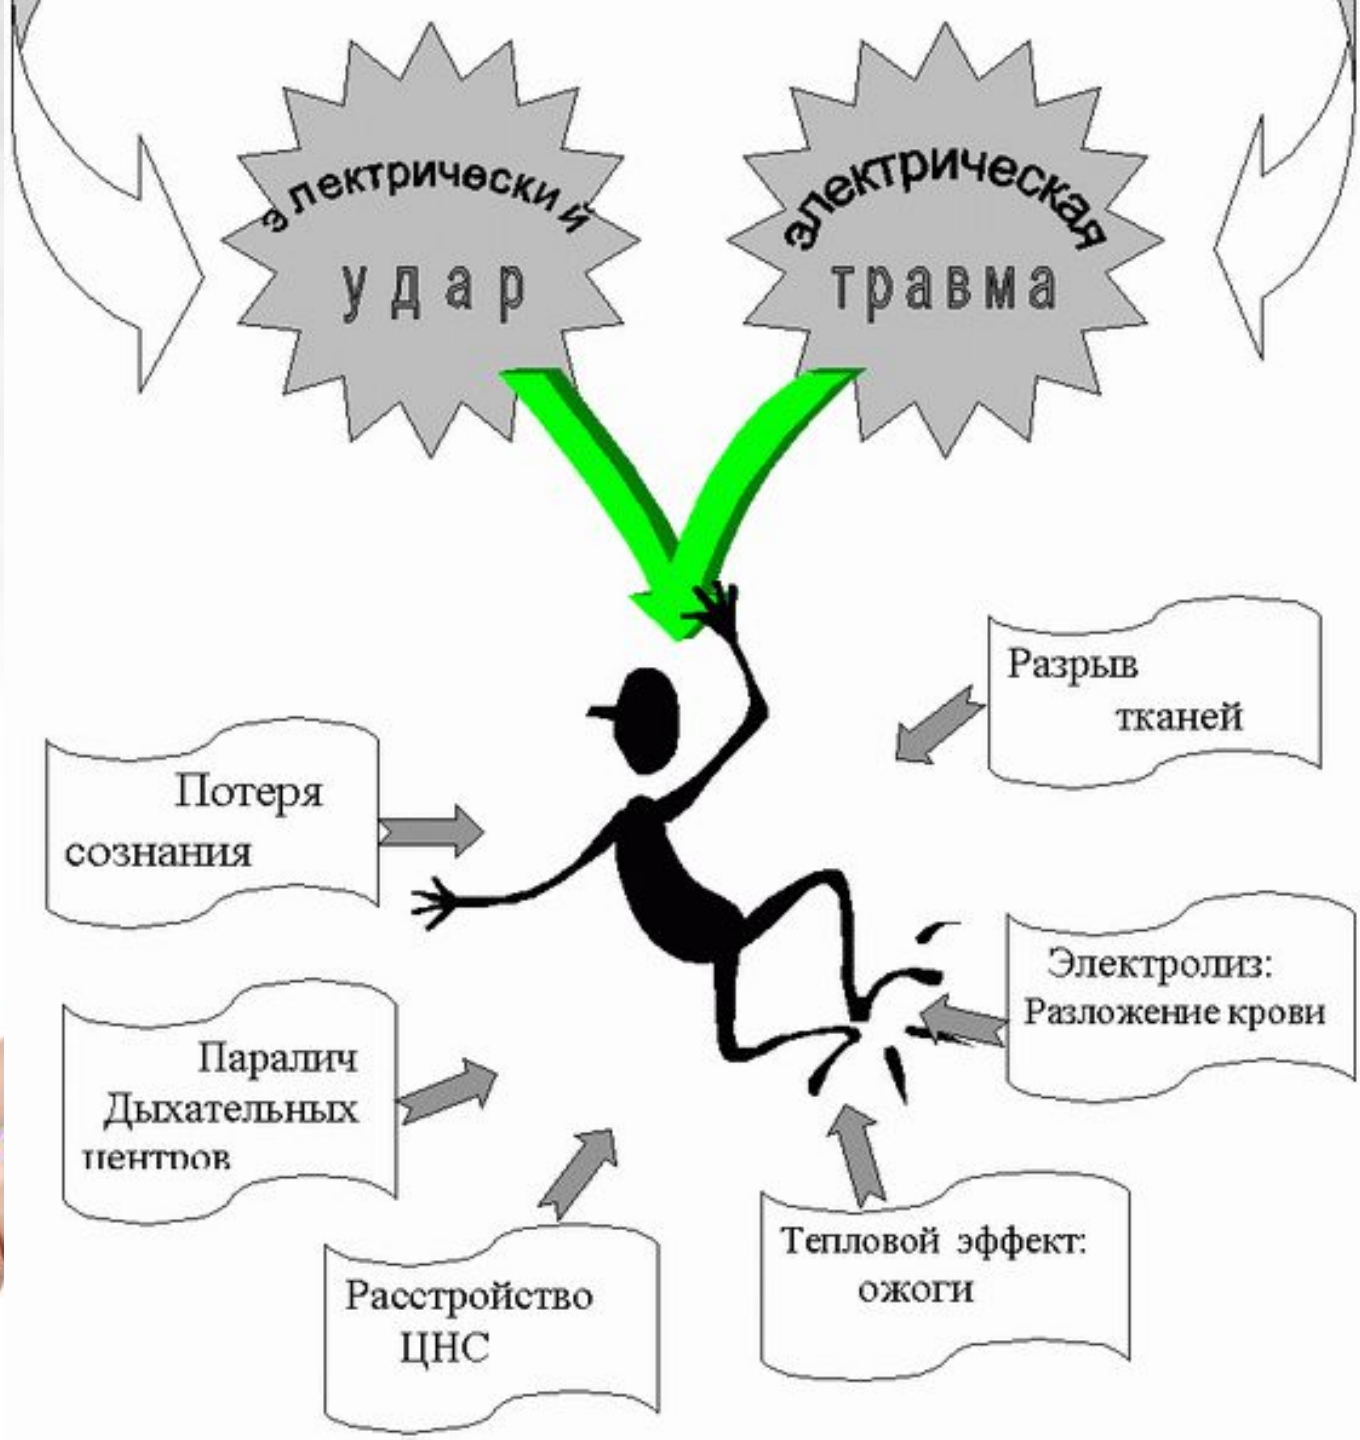 электрический
удар
электрическая
травма
Разрыв
тканей
Потеря
сознания
Электролиз:
Разложение крови
Паралич
Дыхательных
центров
Тепловой эффект:
ожоги
Расстройство
ЦНС